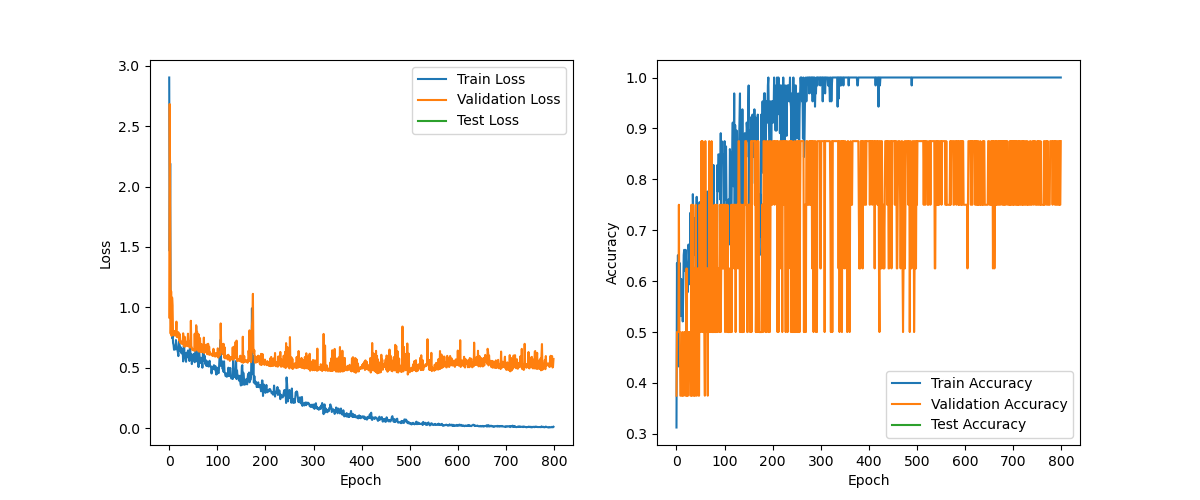 3.0
2.5
2.0
1.5
1.0
0.5
0.0
Loss
0 100 200 300 400 500 600 700 800
Epoch
Train Loss
Validation Loss
Test Loss
1.0
0.9
0.8
0.7
0.6
0.5
0.4
0.3
Accuracy
0 100 200 300 400 500 600 700 800
Epoch
Train Accuracy
Validation Accuracy
Test Accuracy